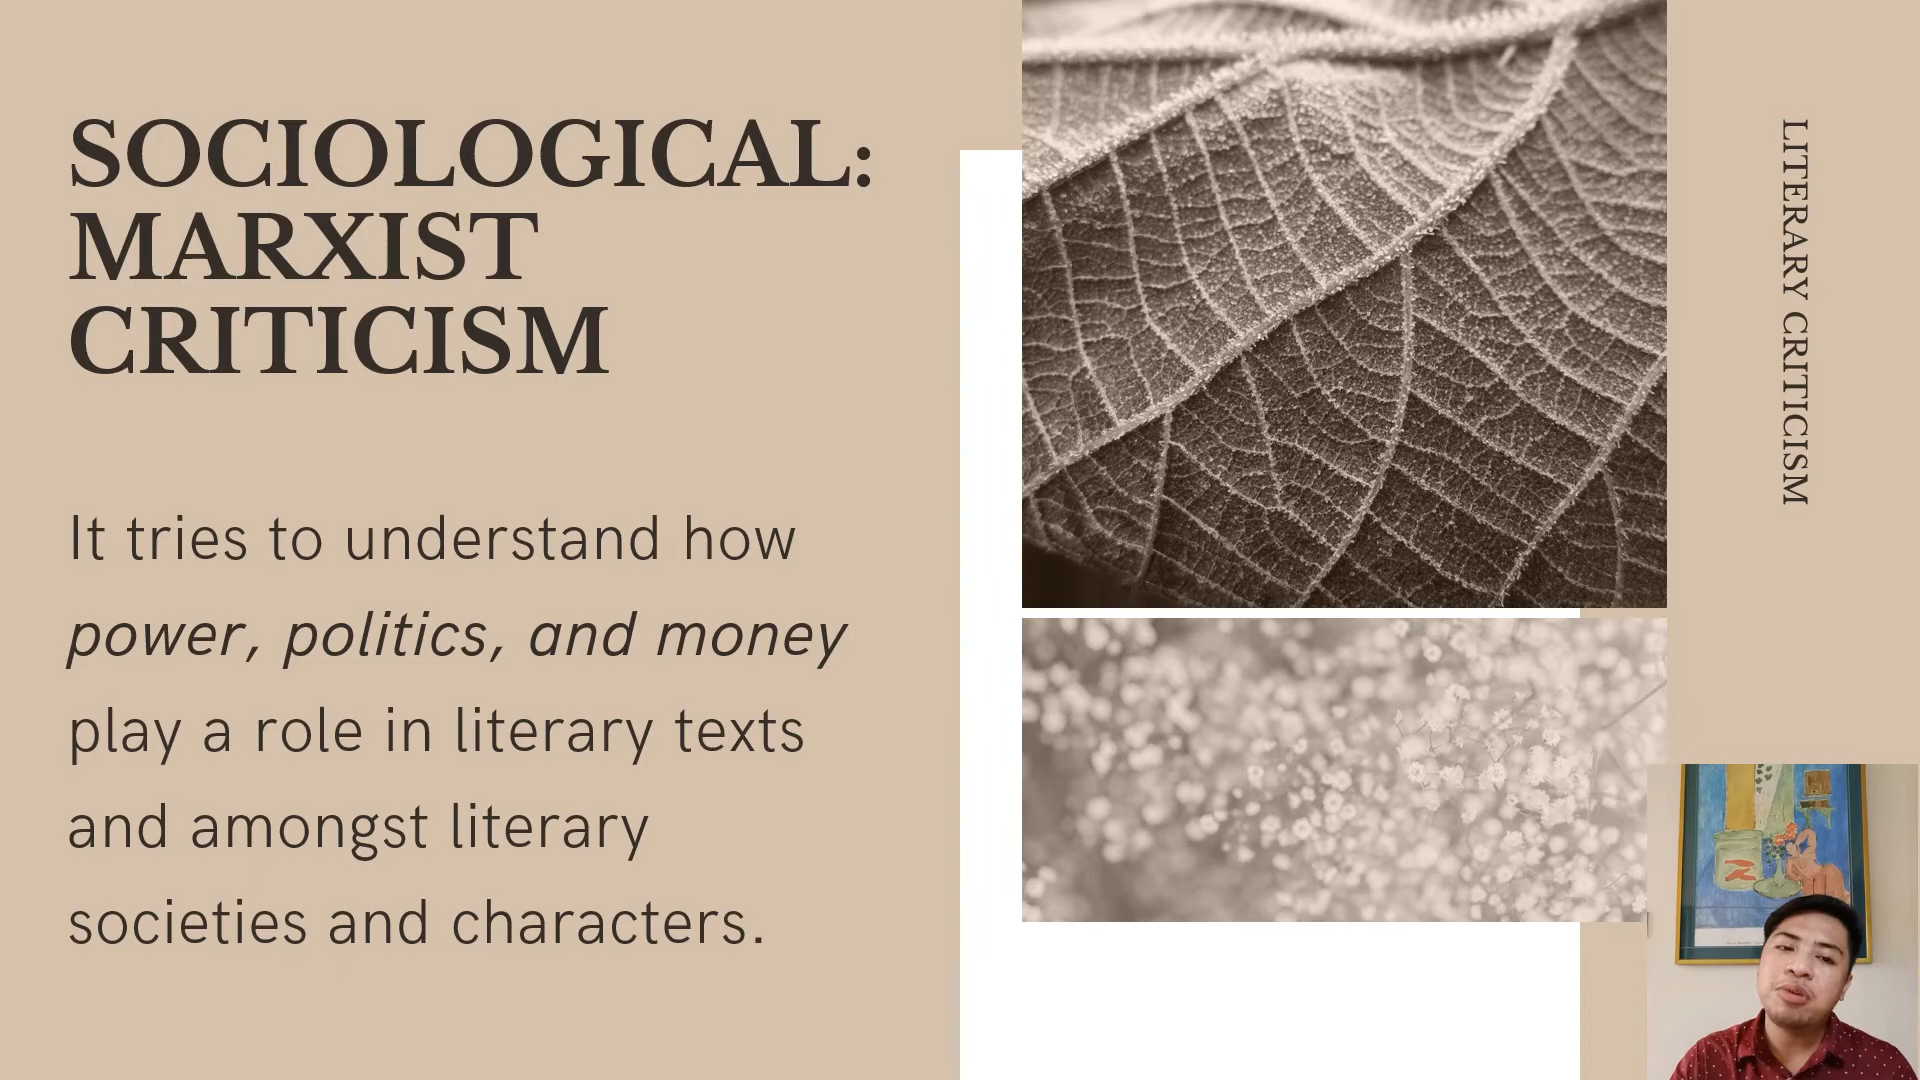 SOCIOLOGICAL:
MARXIST
CRITICISM
It tries to understand how
power, politics, and money
play a role in literary texts
and amongst literary
societies and characters.
LITERARY CRITICISM